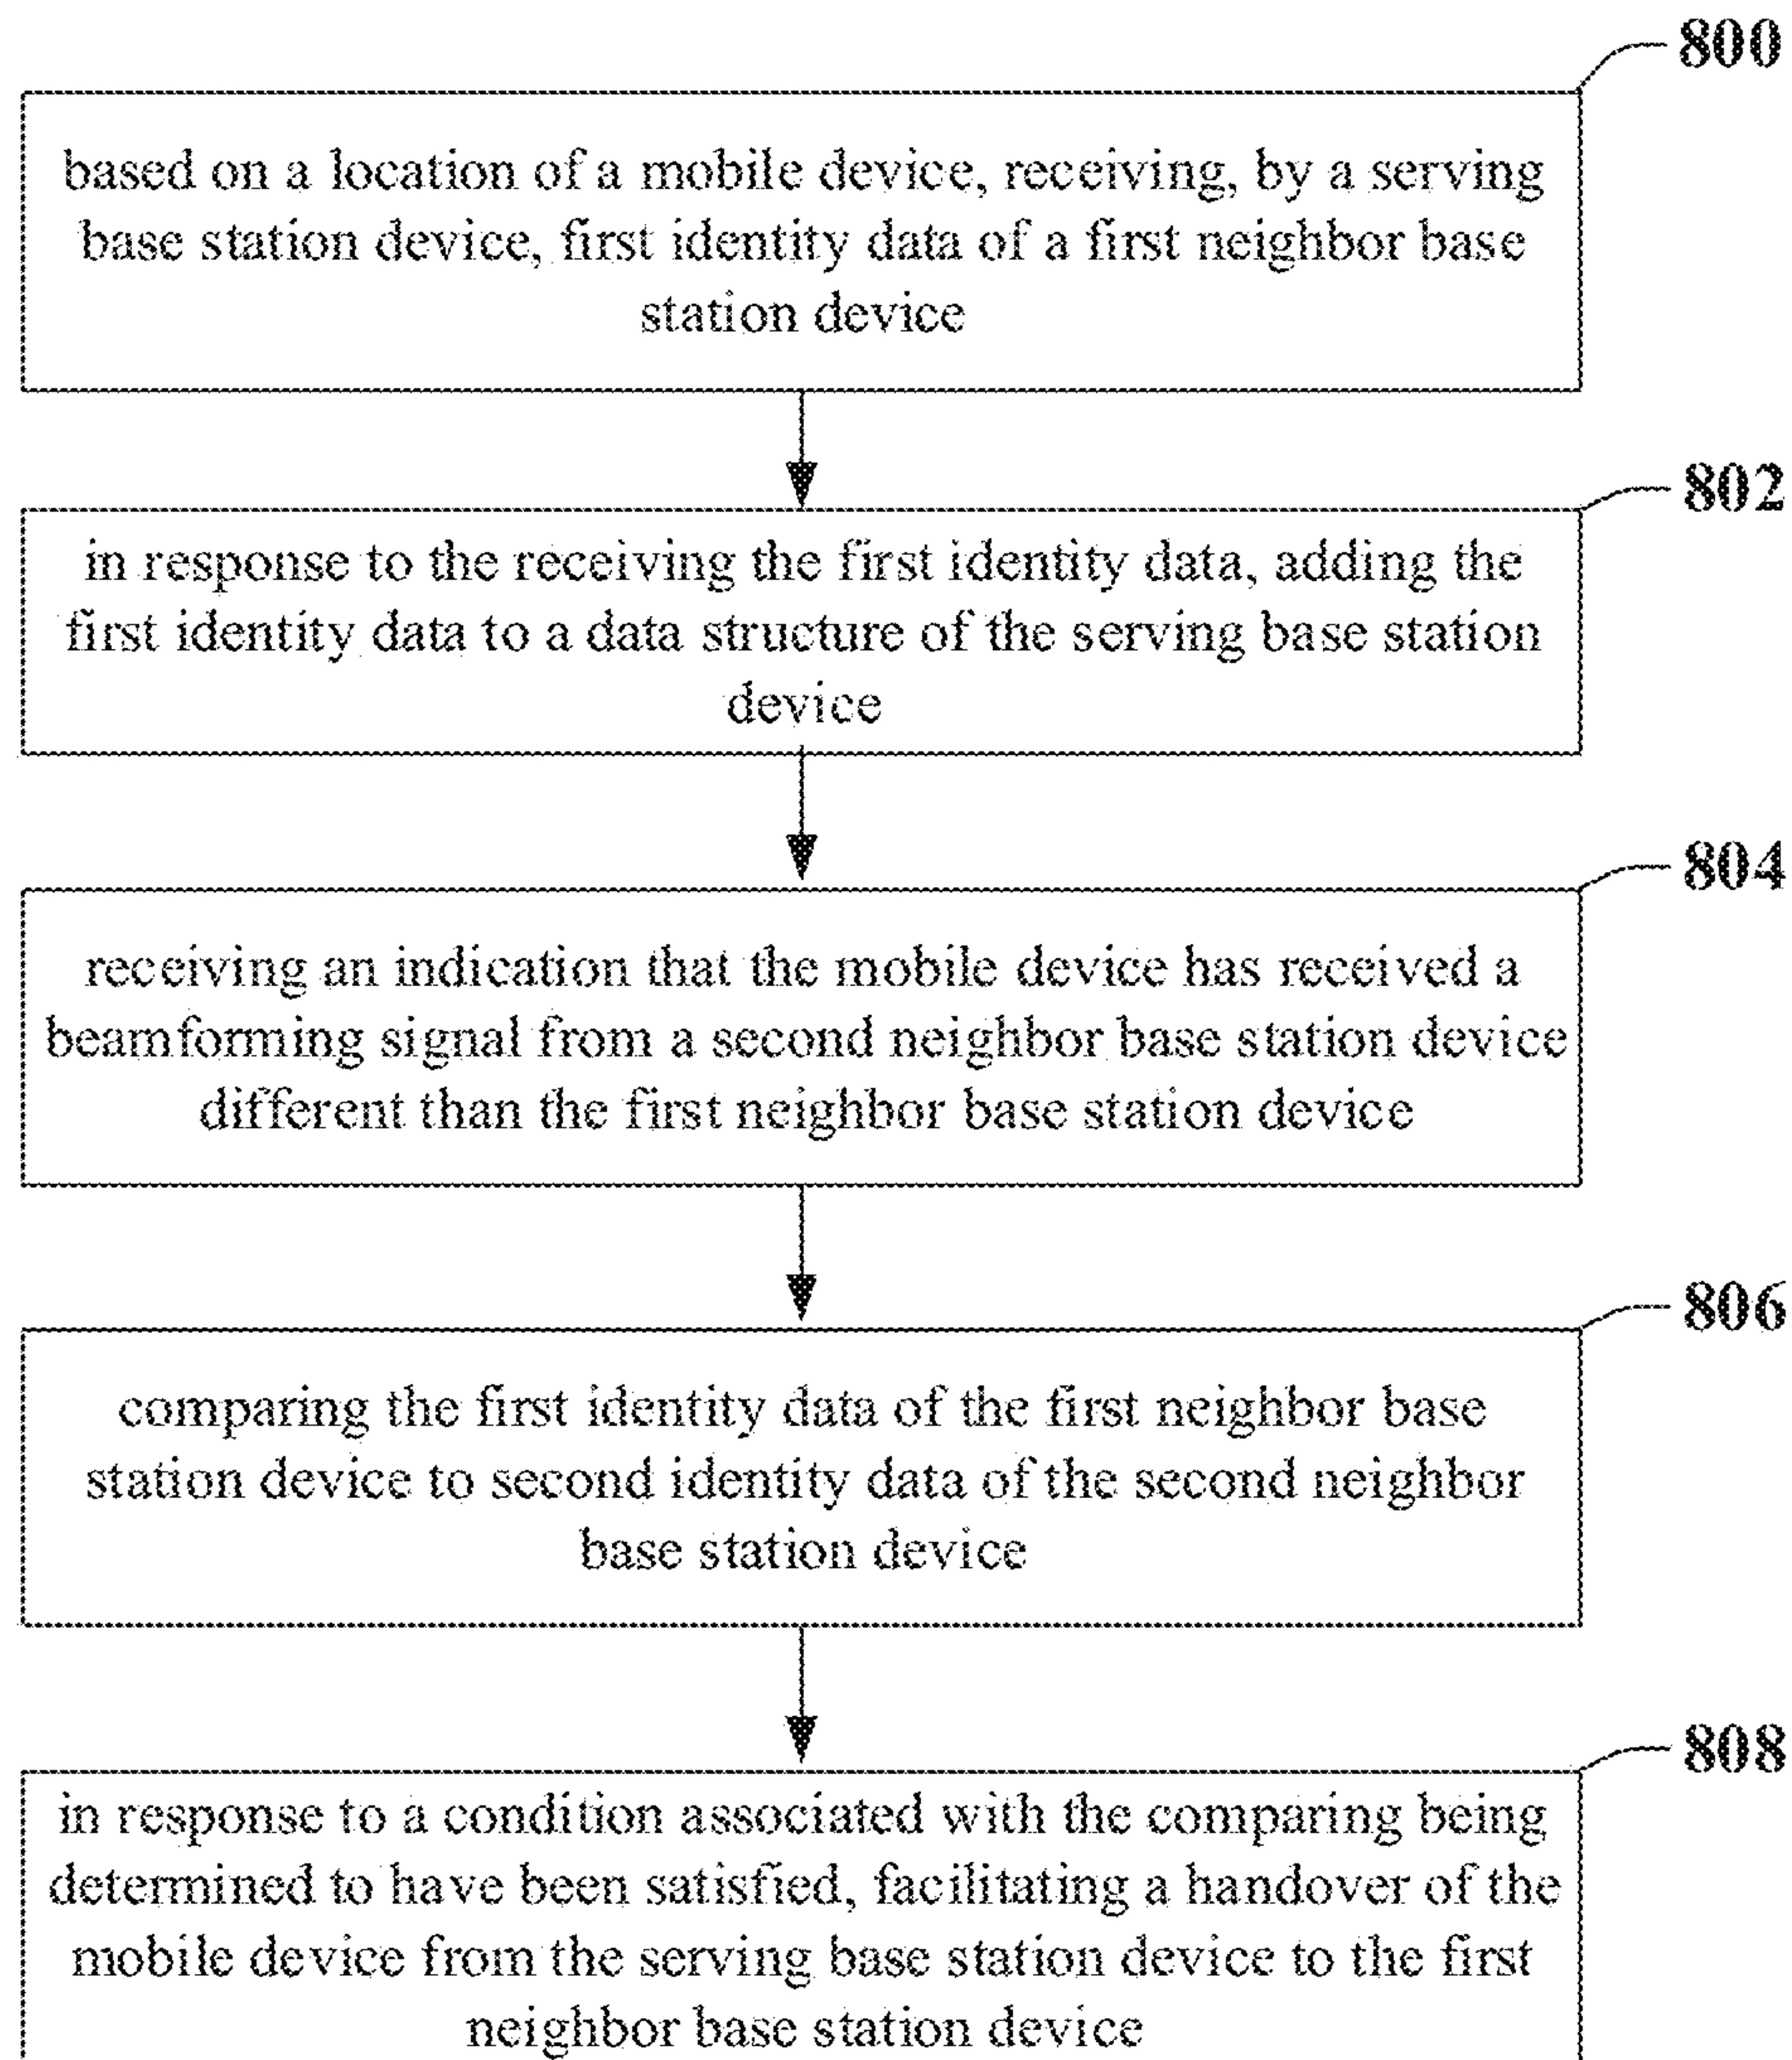 800
based on a location of a mobile device, receiving, by a serving
base station device, first identity data of a first neighbor base
station device
802
in response to the receiving the first identity data, adding the
first identity data to a data structure of the serving base station
device
804
receiving an indication that the mobile device has received a
beamforming signal from a second neighbor base station device
different than the first neighbor base station device
806
comparing the first identity data of the first neighbor base
station device to second identity data of the second neighbor
base station device
808
in response to a condition associated with the comparing being
determined to have been satisfied, facilitating a handover of the
mobile device from the serving base station device to the first
neighbor base station device